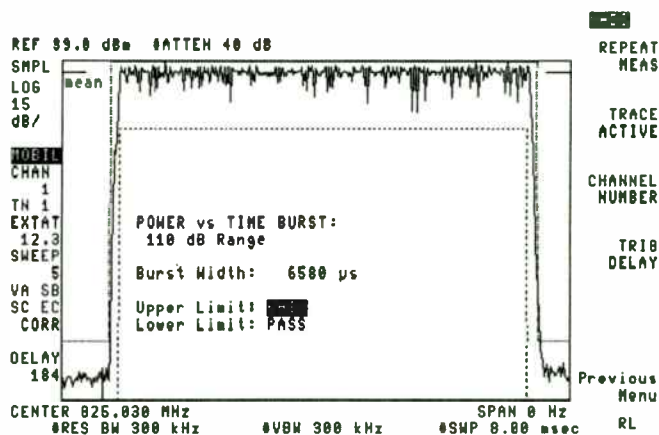 REF 99.0 dBm #ATTEN 40 dB
SMPL
LOG
15
dB/
mean
MOBIL
CHAN
1
TN 1
EXTAT
12.3
SWEEP
5
VA SB
SC EC
CORR
DELAY
184
POWER vs TIME BURST:
110 dB Range
Burst Width: 6580 µs
Upper Limit:
Lower Limit: PASS
CENTER 825.030 MHz
SPAN 0 Hz
#RES BW 300 kHz #VBW 300 kHz #SWP 8.00 msec
REPEAT
MEAS
TRACE
ACTIVE
CHANNEL
NUMBER
TRIG
DELAY
Previous
Menu
RL